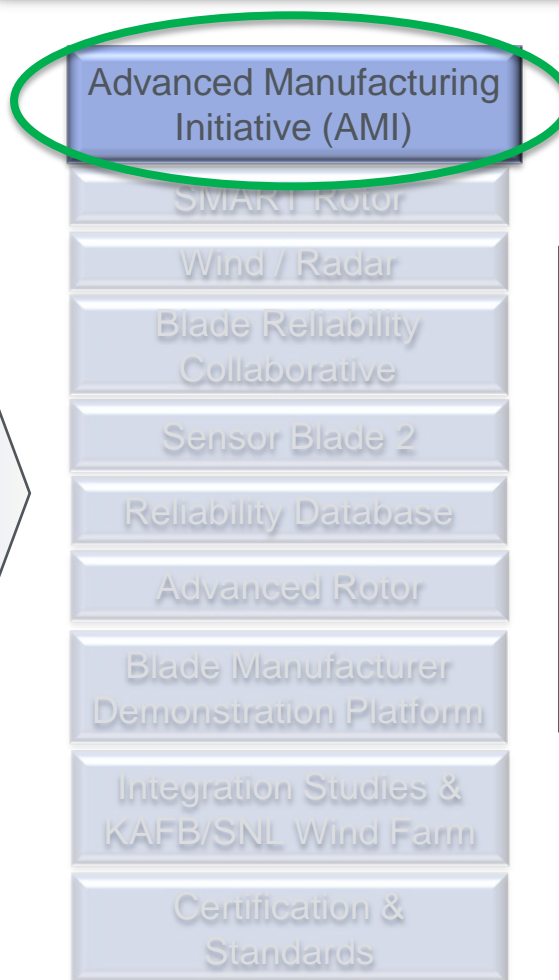 Advanced Manufacturing
Initiative (AMI)
SMART Rotor
Wind / Radar
Blade Reliability
Collaborative
Sensor Blade 2
Reliability Database
Advanced Rotor
Blade Manufacturer
Demonstration Platform
Integration Studies &
KAFB/SNL Wind Farm
Certification &
Standards